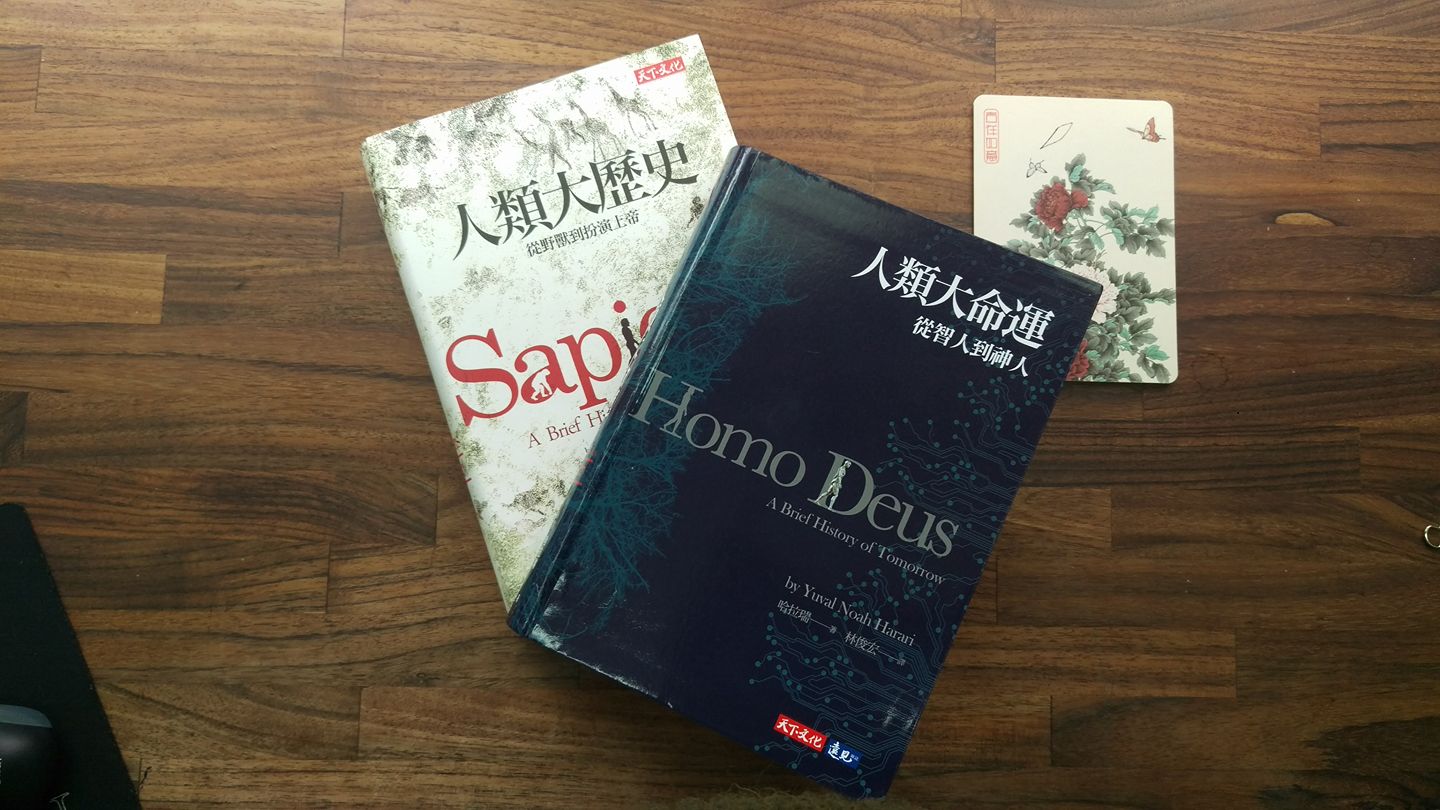 天下文化
人類大歷史
從野獸到扮演上帝
Sapie
A Brief Hi
人類大命運
從智人到神人
Homo Deus
A Brief History of Tomorrow
by Yuval Noah Harari
哈拉瑞——著 林俊宏——譯
天下文化 遠見